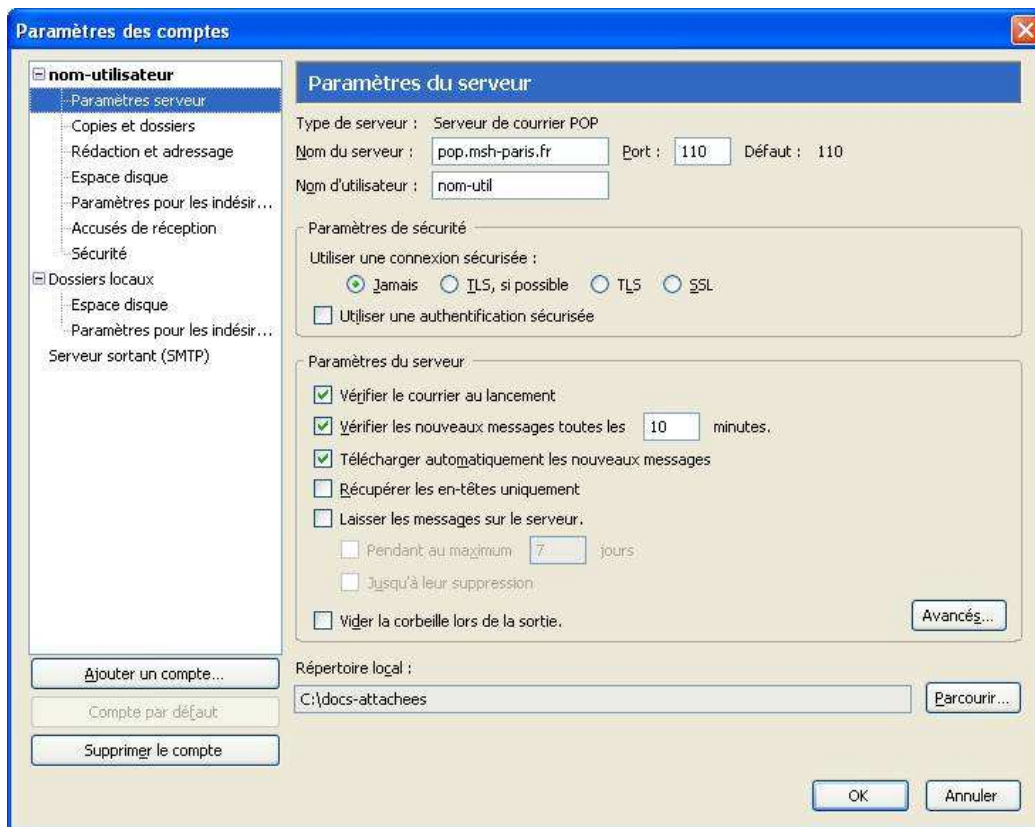 Paramètres des comptes
nom-utilisateur
Paramètres serveur
Copies et dossiers
Rédaction et adressage
Espace disque
Paramètres pour les indésir...
Accusés de réception
Sécurité
Dossiers locaux
Espace disque
Paramètres pour les indésir...
Serveur sortant (SMTP)
Ajouter un compte...
Compte par défaut
Supprimer le compte
Paramètres du serveur
Type de serveur : Serveur de courrier POP
Nom du serveur : pop.msh-paris.fr Port : 110 Défaut : 110
Nom d'utilisateur : nom-util
Paramètres de sécurité
Utiliser une connexion sécurisée :
Jamais TLS, si possible TLS SSL
Utiliser une authentification sécurisée
Paramètres du serveur
Vérifier le courrier au lancement
Vérifier les nouveaux messages toutes les 10 minutes.
Télécharger automatiquement les nouveaux messages
Récupérer les en-têtes uniquement
Laisser les messages sur le serveur.
Pendant au maximum 7 jours
Jusqu'à leur suppression
Vider la corbeille lors de la sortie.
Avancés...
Répertoire local :
C:\docs-attachees
Parcourir...
OK Annuler